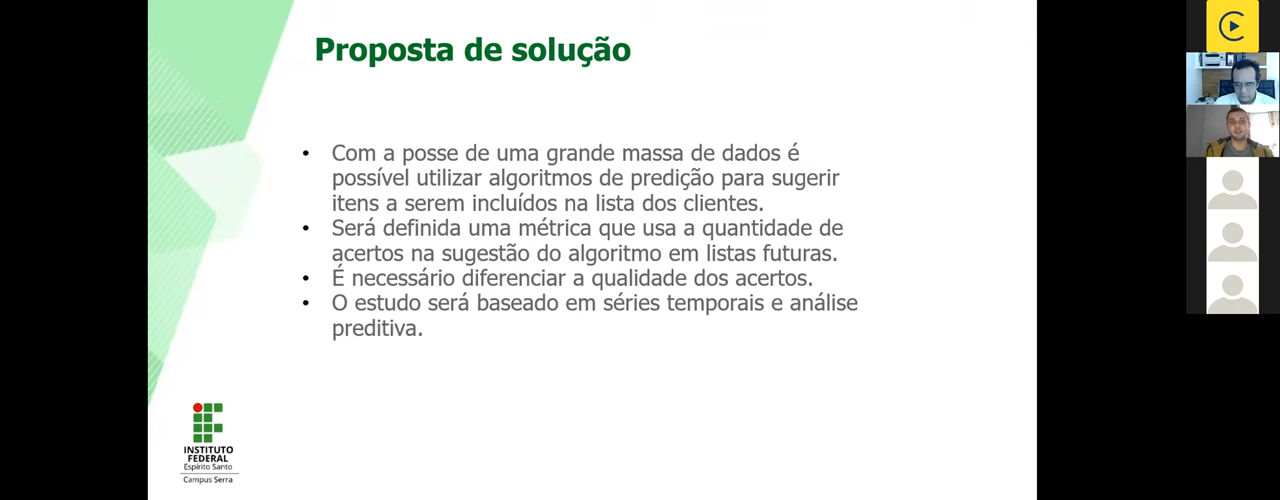 Proposta de solução
• Com a posse de uma grande massa de dados é
possível utilizar algoritmos de predição para sugerir
itens a serem incluídos na lista dos clientes.
• Será definida uma métrica que usa a quantidade de
acertos na sugestão do algoritmo em listas futuras.
• É necessário diferenciar a qualidade dos acertos.
• O estudo será baseado em séries temporais e análise
preditiva.
INSTITUTO
FEDERAL
Espírito Santo
Campus Serra